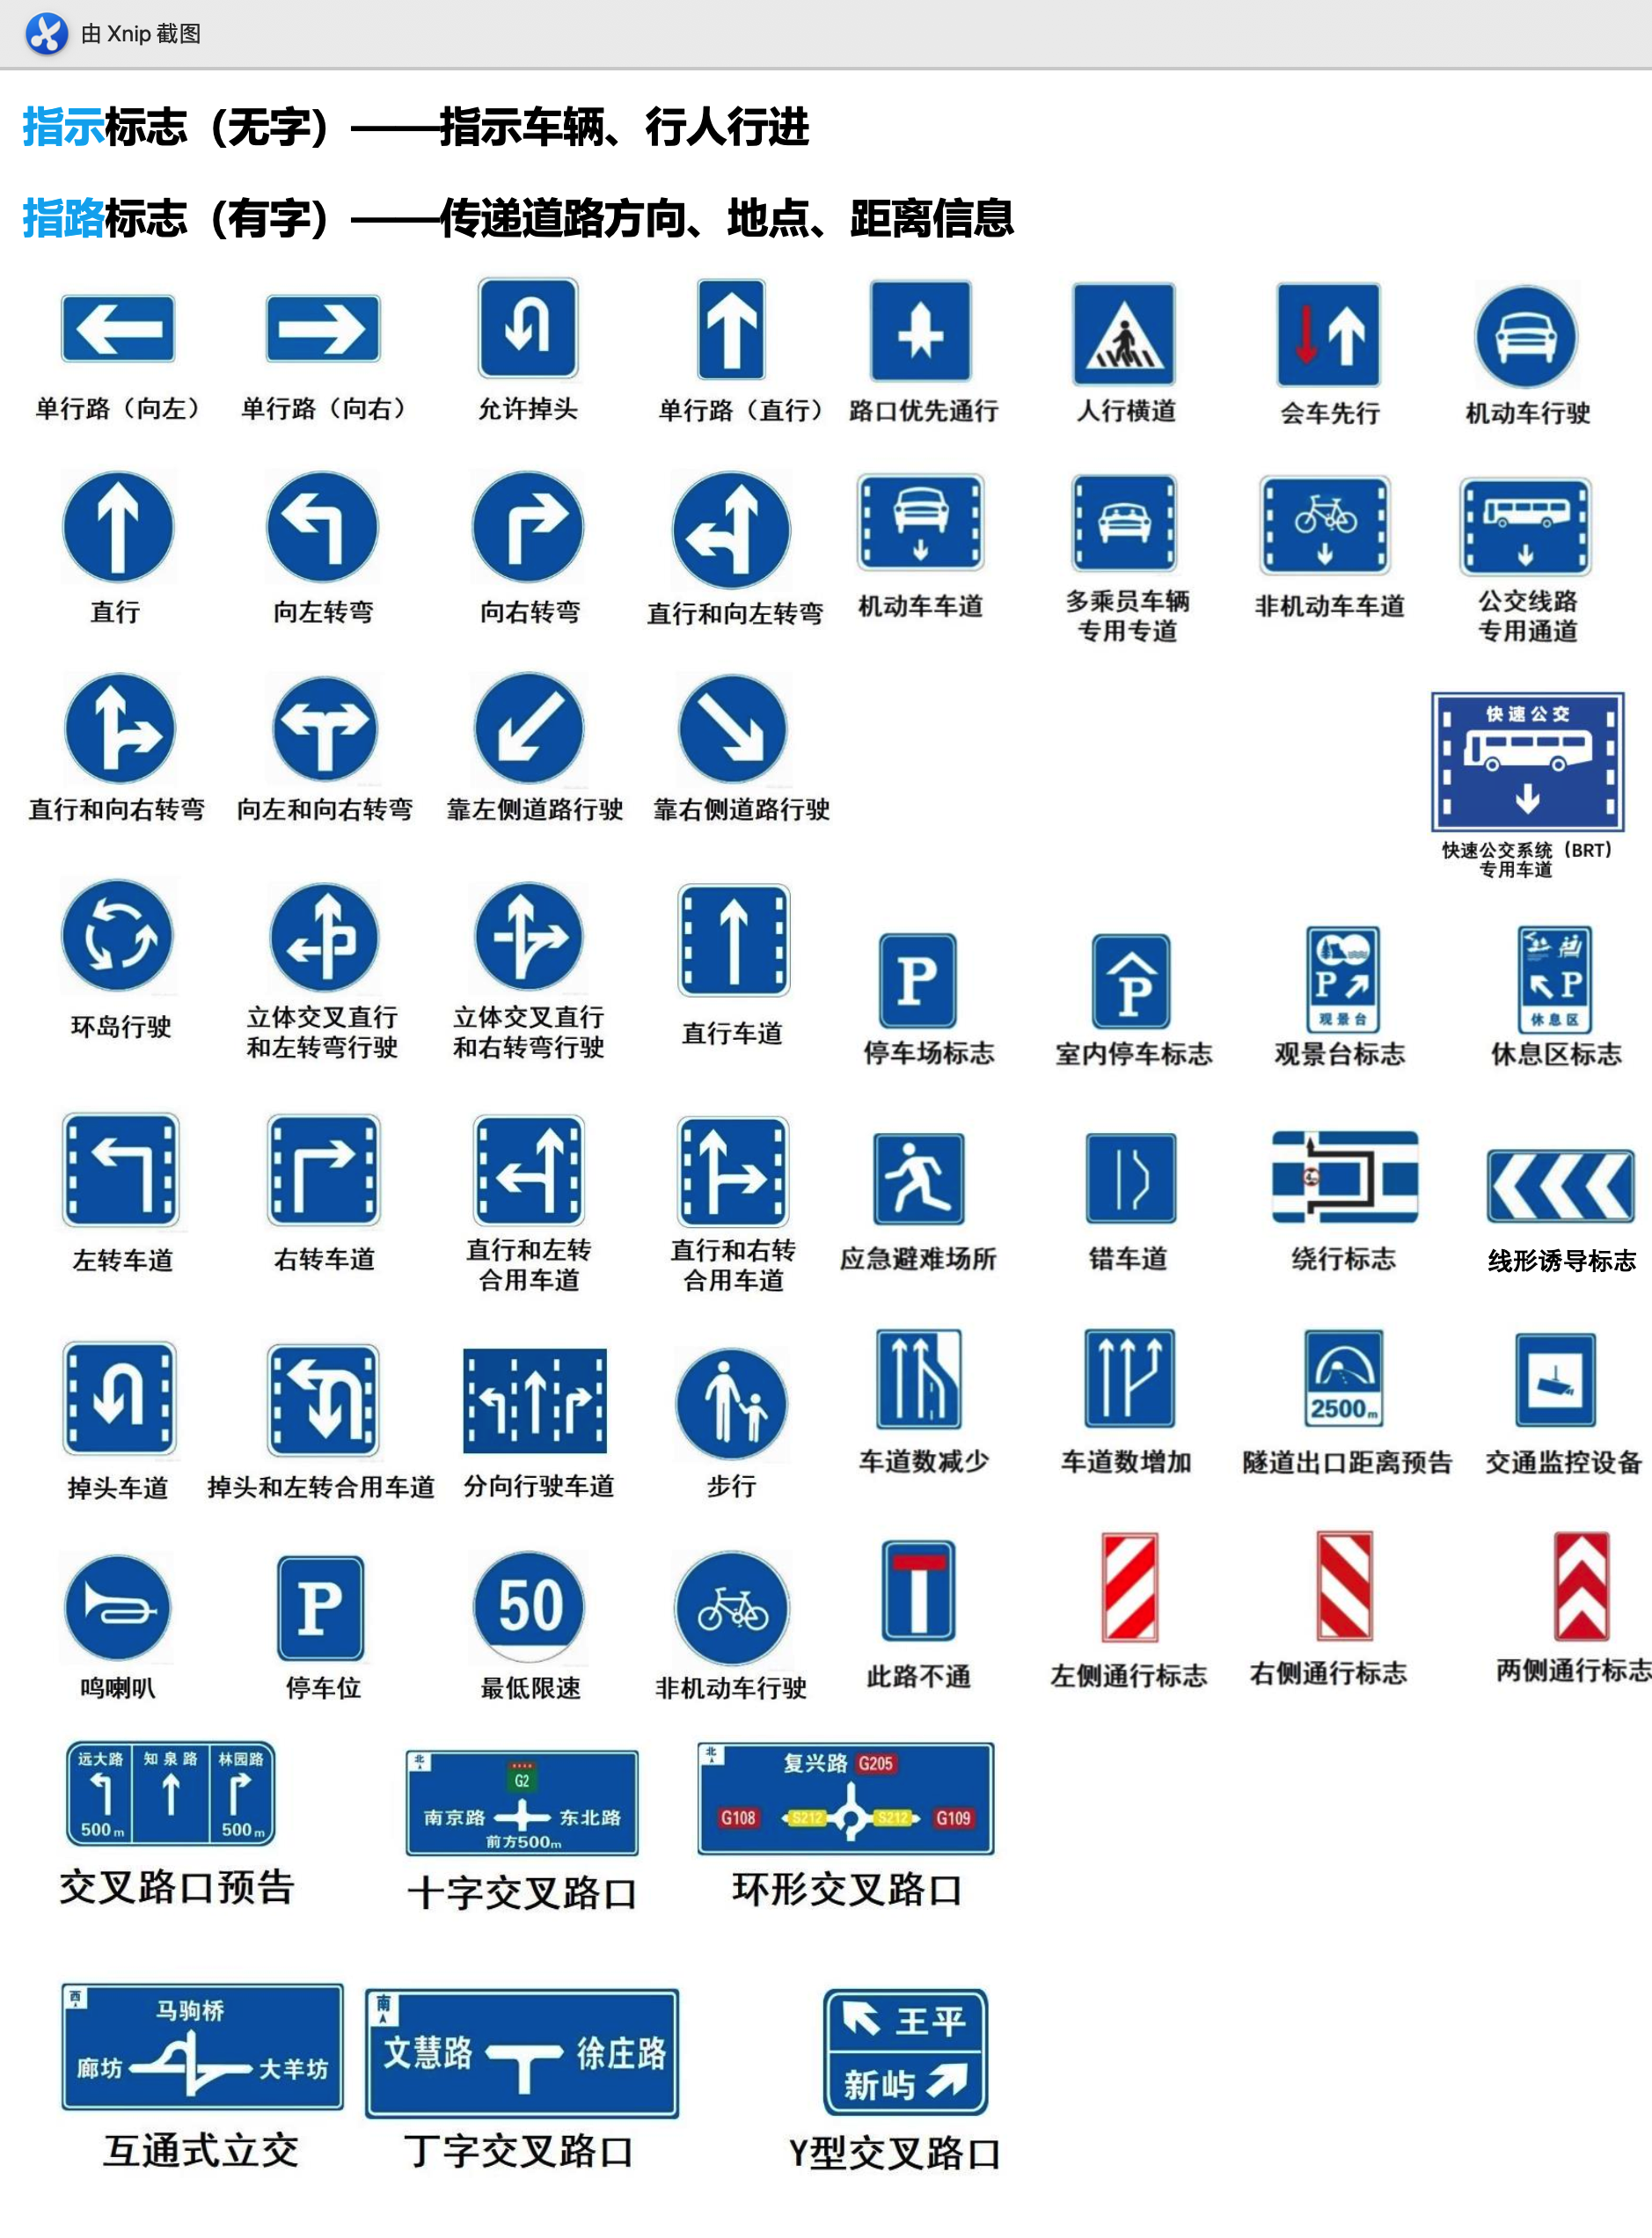 由 Xnip 截图
指示标志（无字）——指示车辆、行人行进
指路标志（有字）——传递道路方向、地点、距离信息
单行路（向左）
单行路（向右）
允许掉头
单行路（直行）
路口优先通行
人行横道
会车先行
机动车行驶
直行
向左转弯
向右转弯
直行和向左转弯
机动车车道
多乘员车辆
专用专道
非机动车车道
公交线路
专用通道
直行和向右转弯
向左和向右转弯
靠左侧道路行驶
靠右侧道路行驶
快速公交
快速公交系统（BRT）
专用车道
环岛行驶
立体交叉直行
和左转弯行驶
立体交叉直行
和右转弯行驶
直行车道
P
停车场标志
P
室内停车标志
P
观景台
观景台标志
P
休息区
休息区标志
左转车道
右转车道
直行和左转
合用车道
直行和右转
合用车道
应急避难场所
错车道
绕行标志
线形诱导标志
掉头车道
掉头和左转合用车道
分向行驶车道
步行
车道数减少
车道数增加
2500m
隧道出口距离预告
交通监控设备
鸣喇叭
P
停车位
50
最低限速
非机动车行驶
此路不通
左侧通行标志
右侧通行标志
两侧通行标志
远大路
知泉路
林园路
500m
500m
交叉路口预告
北
G2
南京路
东北路
前方500m
十字交叉路口
北
复兴路 G205
G108
S212
S212
G109
环形交叉路口
西
马驹桥
廊坊
大羊坊
互通式立交
南
文慧路
徐庄路
丁字交叉路口
王平
新屿
Y型交叉路口